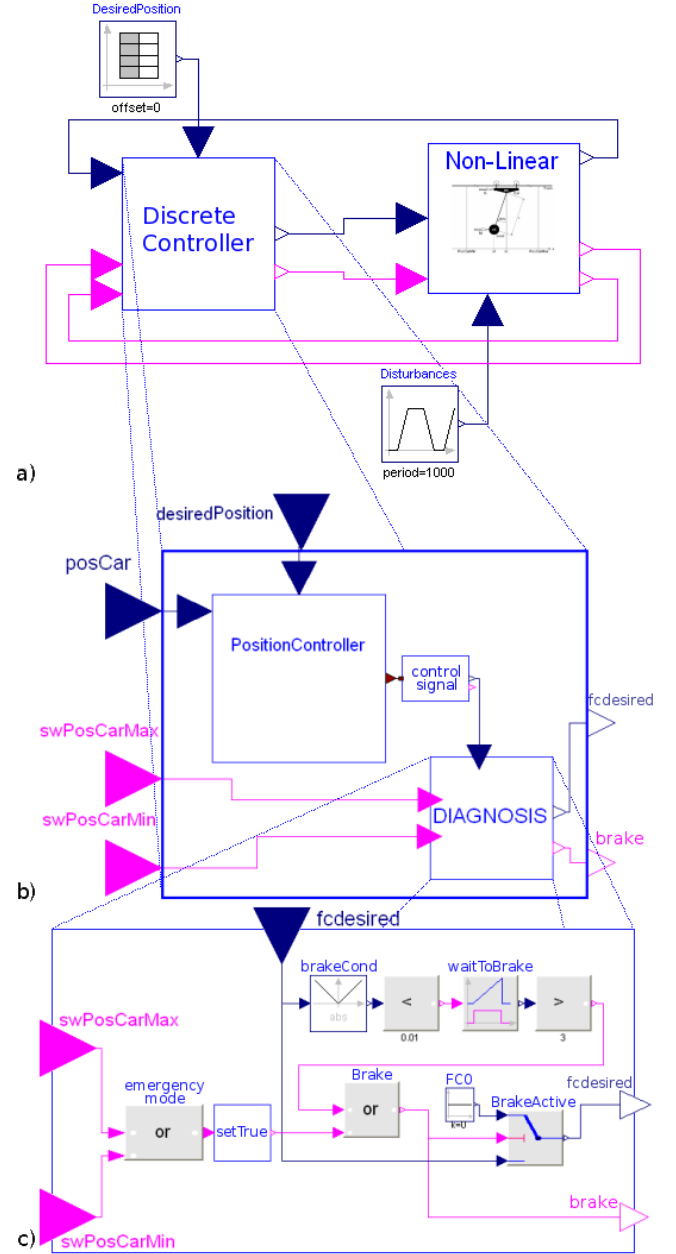 DesiredPosition
offset=0
Non-Linear
Discrete
Controller
Disturbances
period=1000
a)
desiredPosition
posCar
PositionController
control
signal
fcdesired
swPosCarMax
DIAGNOSIS
swPosCarMin
brake
b)
fcdesired
brakeCond
waitToBrake
abs
<
>
0.01
3
swPosCarMax
emergency
mode
Brake
FC0
fcdesired
BrakeActive
k=0
or
or
setTrue
brake
c)
swPosCarMin